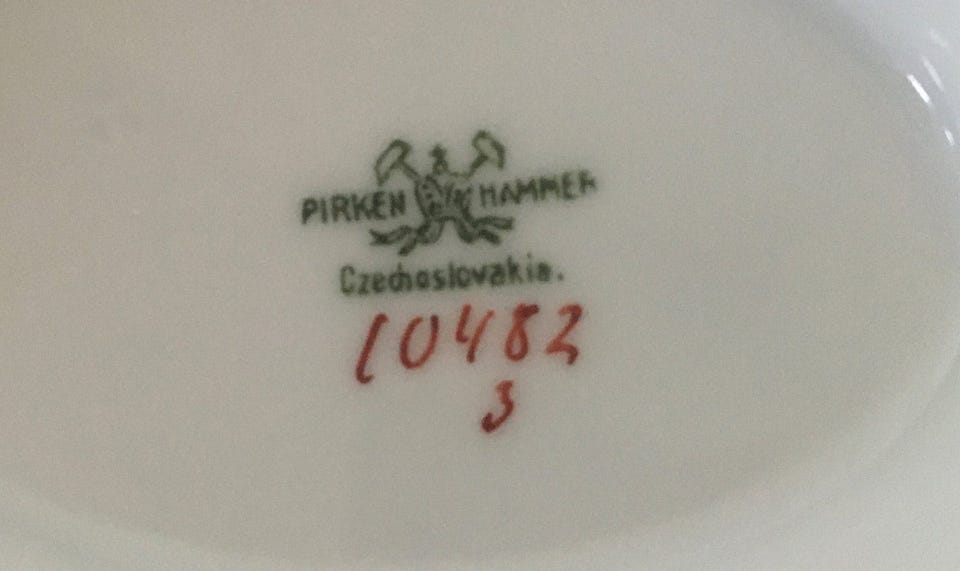 PIRKEN HAMMER
Czechoslovakia.
10482
3